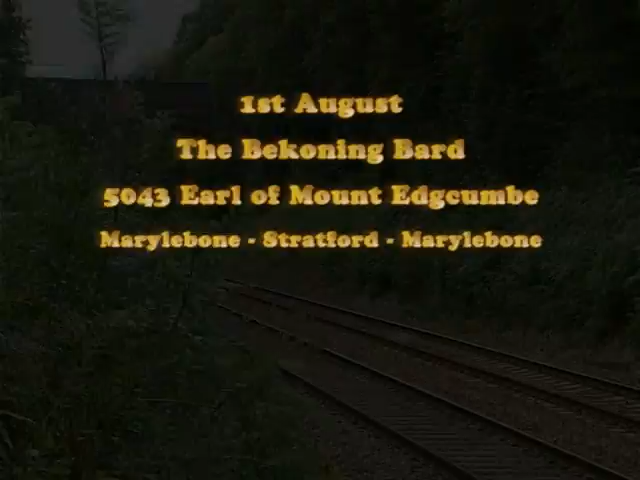 1st August
The Bekoning Bard
5043 Earl of Mount Edgcumbe
Marylebone - Stratford - Marylebone